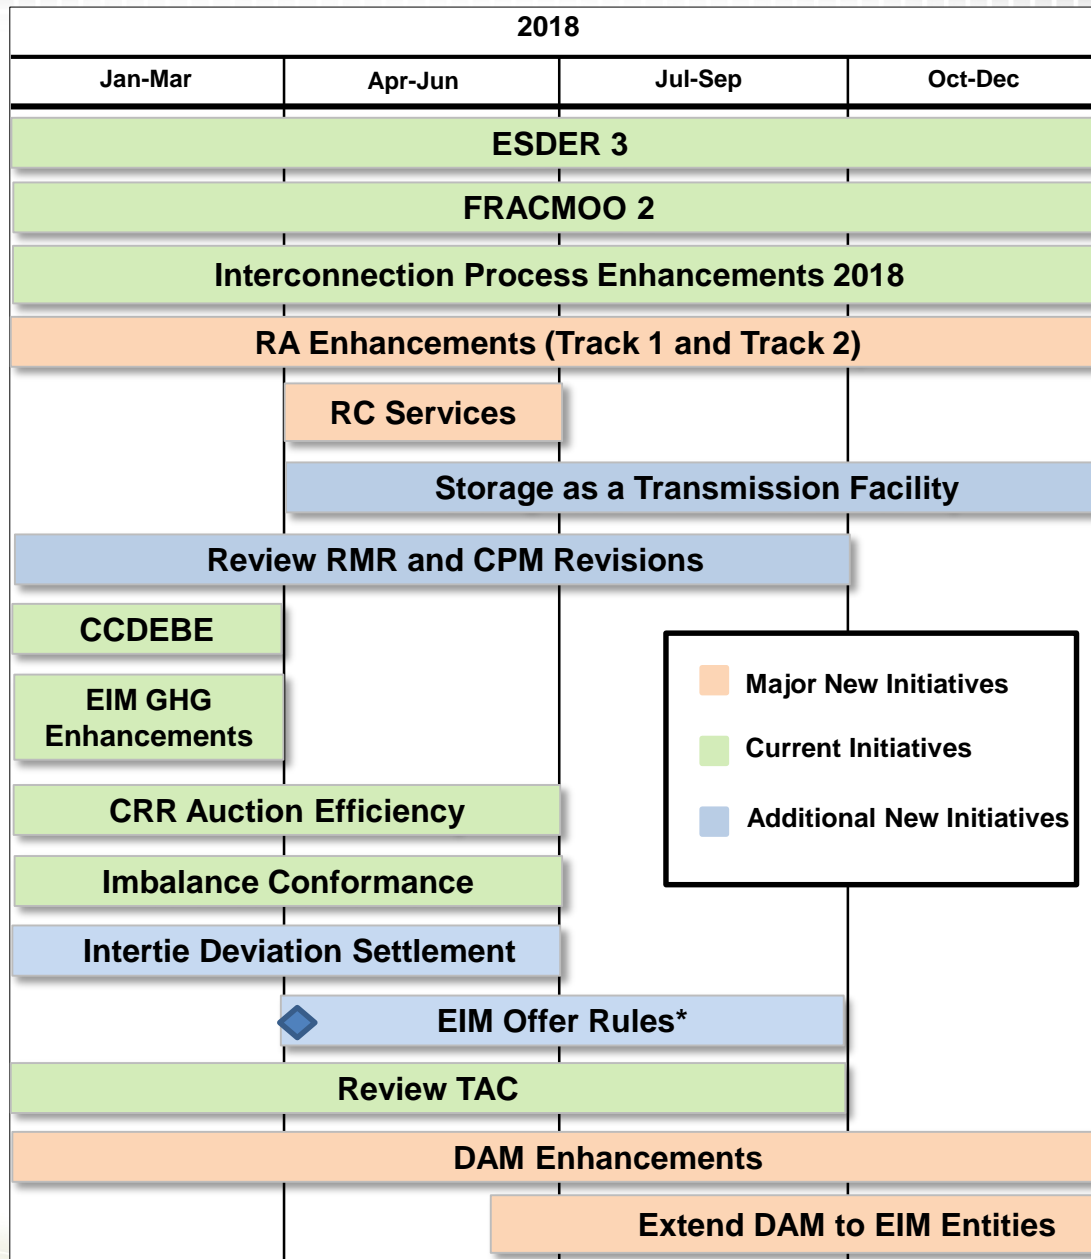 2018
Jan-Mar
Apr-Jun
Jul-Sep
Oct-Dec
ESDER 3
FRACMOO 2
Interconnection Process Enhancements 2018
RA Enhancements (Track 1 and Track 2)
RC Services
Storage as a Transmission Facility
Review RMR and CPM Revisions
CCDEBE
EIM GHG
Enhancements
Major New Initiatives
Current Initiatives
Additional New Initiatives
CRR Auction Efficiency
Imbalance Conformance
Intertie Deviation Settlement
EIM Offer Rules*
Review TAC
DAM Enhancements
Extend DAM to EIM Entities